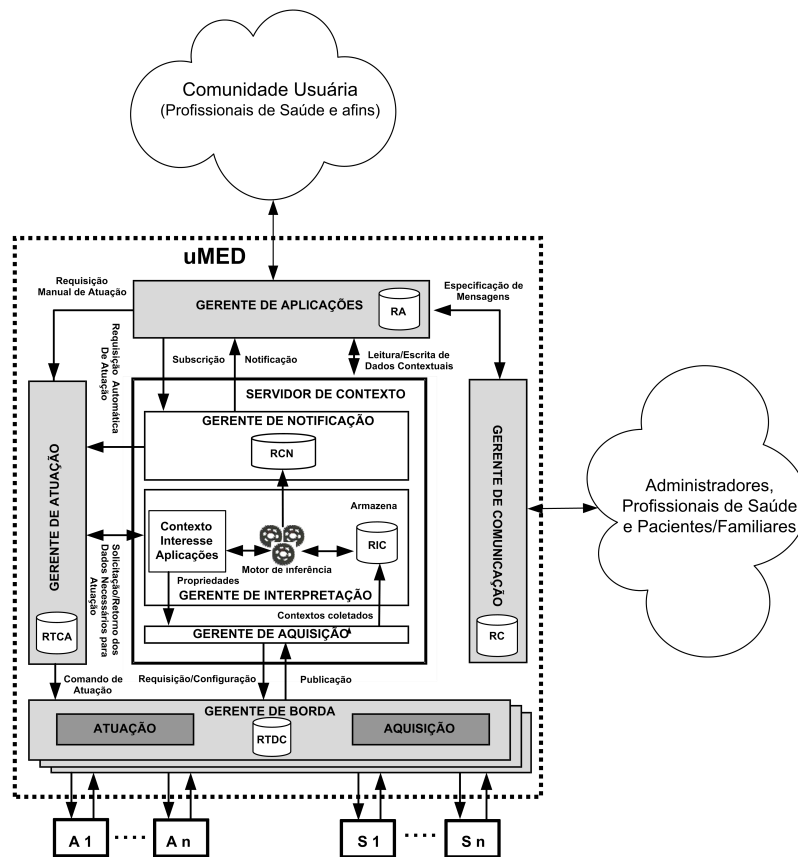 Comunidade Usuária
(Profissionais de Saúde e afins)
uMED
Requisição
Manual de Atuação
GERENTE DE APLICAÇÕES
RA
Especificação de
Mensagens
Requisição Automática
De Atuação
Subscrição
Notificação
Leitura/Escrita de
Dados Contextuais
SERVIDOR DE CONTEXTO
GERENTE DE NOTIFICAÇÃO
RCN
GERENTE DE ATUAÇÃO
RTCA
Solicitação/Retorno dos
Dados Necessários para
Atuação
Contexto
Interesse
Aplicações
Motor de inferência
Armazena
RIC
Propriedades
GERENTE DE INTERPRETAÇÃO
Contextos coletados
GERENTE DE AQUISIÇÃO
GERENTE DE COMUNICAÇÃO
RC
Administradores,
Profissionais de Saúde
e Pacientes/Familiares
Comando de
Atuação
Requisição/Configuração
Publicação
GERENTE DE BORDA
ATUAÇÃO
RTDC
AQUISIÇÃO
A 1
.....
A n
S 1
.....
S n